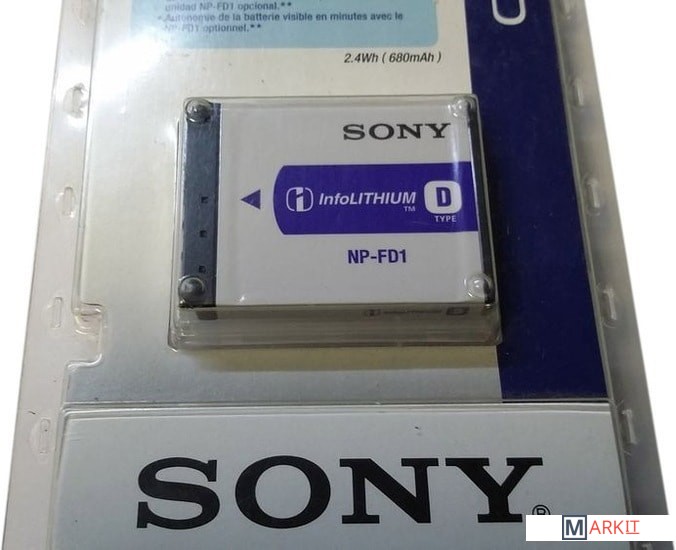 unidad NP-FD1 opcional.**
• Autonogue de la batterie visible en minutes avec le
NP-FD1 optionnel.**
2.4Wh ( 680mAh )
SONY
InfoLITHIUM TM D
TYPE
NP-FD1
D
SONY®
MARKIT